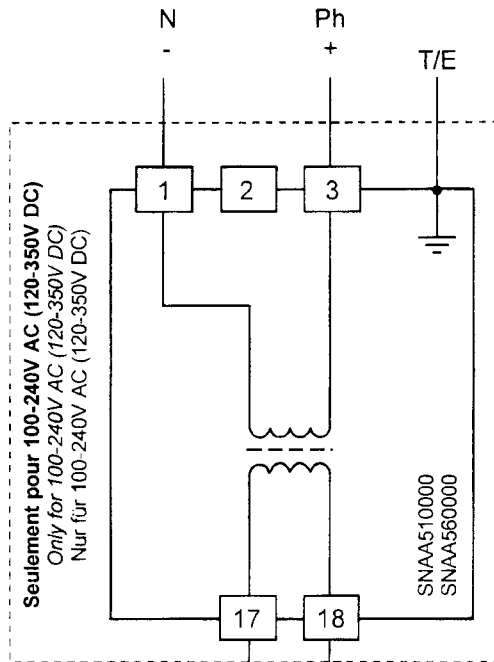 N Ph
- + T/E
1 2 3
Seulement pour 100-240V AC (120-350V DC)
Only for 100-240V AC (120-350V DC)
Nur für 100-240V AC (120-350V DC)
SNAA510000
SNAA560000
17 18